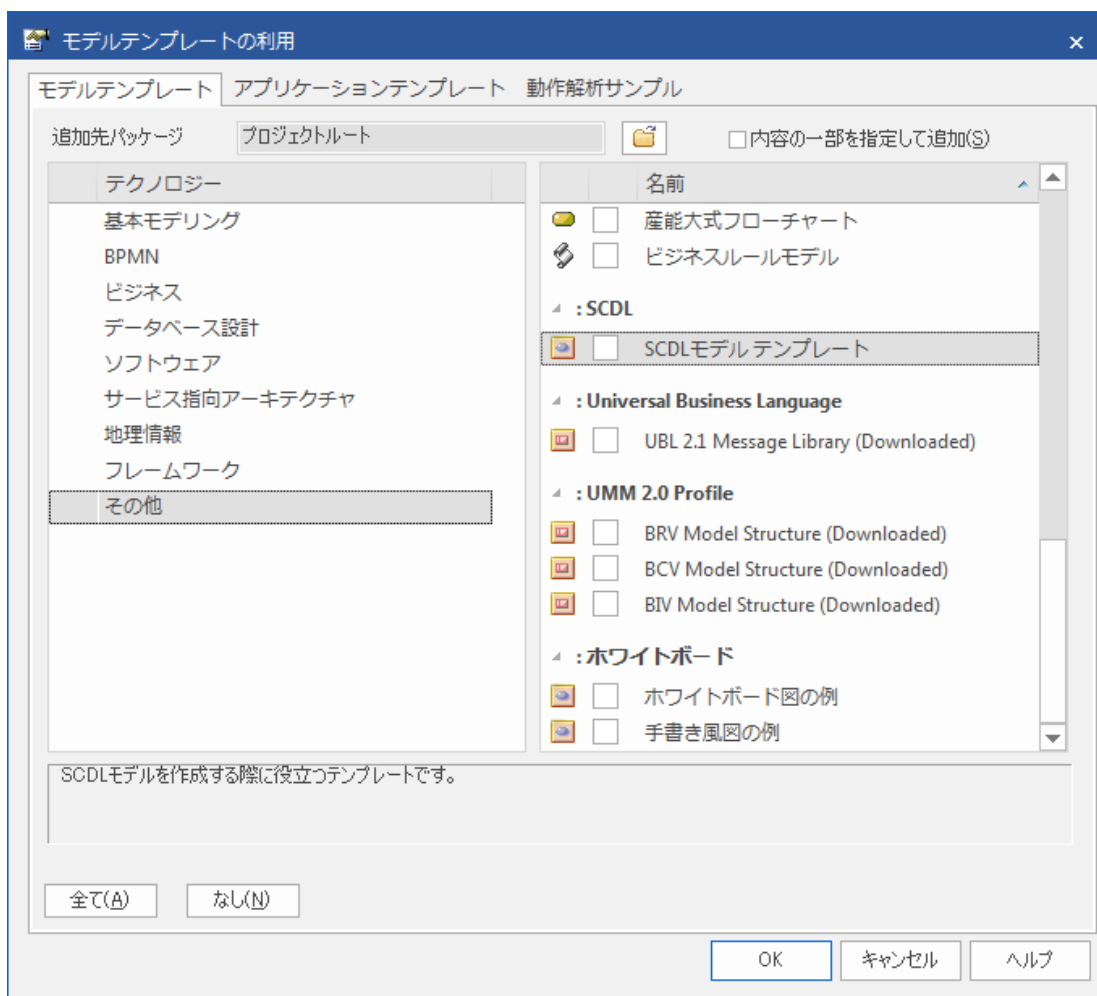 モデルテンプレートの利用
モデルテンプレート アプリケーションテンプレート 動作解析サンプル
追加先パッケージ プロジェクトルート 内容の一部を指定して追加(S)
テクノロジー
基本モデリング
BPMN
ビジネス
データベース設計
ソフトウェア
サービス指向アーキテクチャ
地理情報
フレームワーク
その他
名前
産能大式フローチャート
ビジネスルールモデル
: SCDL
SCDLモデル テンプレート
: Universal Business Language
UBL 2.1 Message Library (Downloaded)
: UMM 2.0 Profile
BRV Model Structure (Downloaded)
BCV Model Structure (Downloaded)
BIV Model Structure (Downloaded)
: ホワイトボード
ホワイトボード図の例
手書き風図の例
SCDLモデルを作成する際に役立つテンプレートです。
全て(A) なし(N)
OK キャンセル ヘルプ